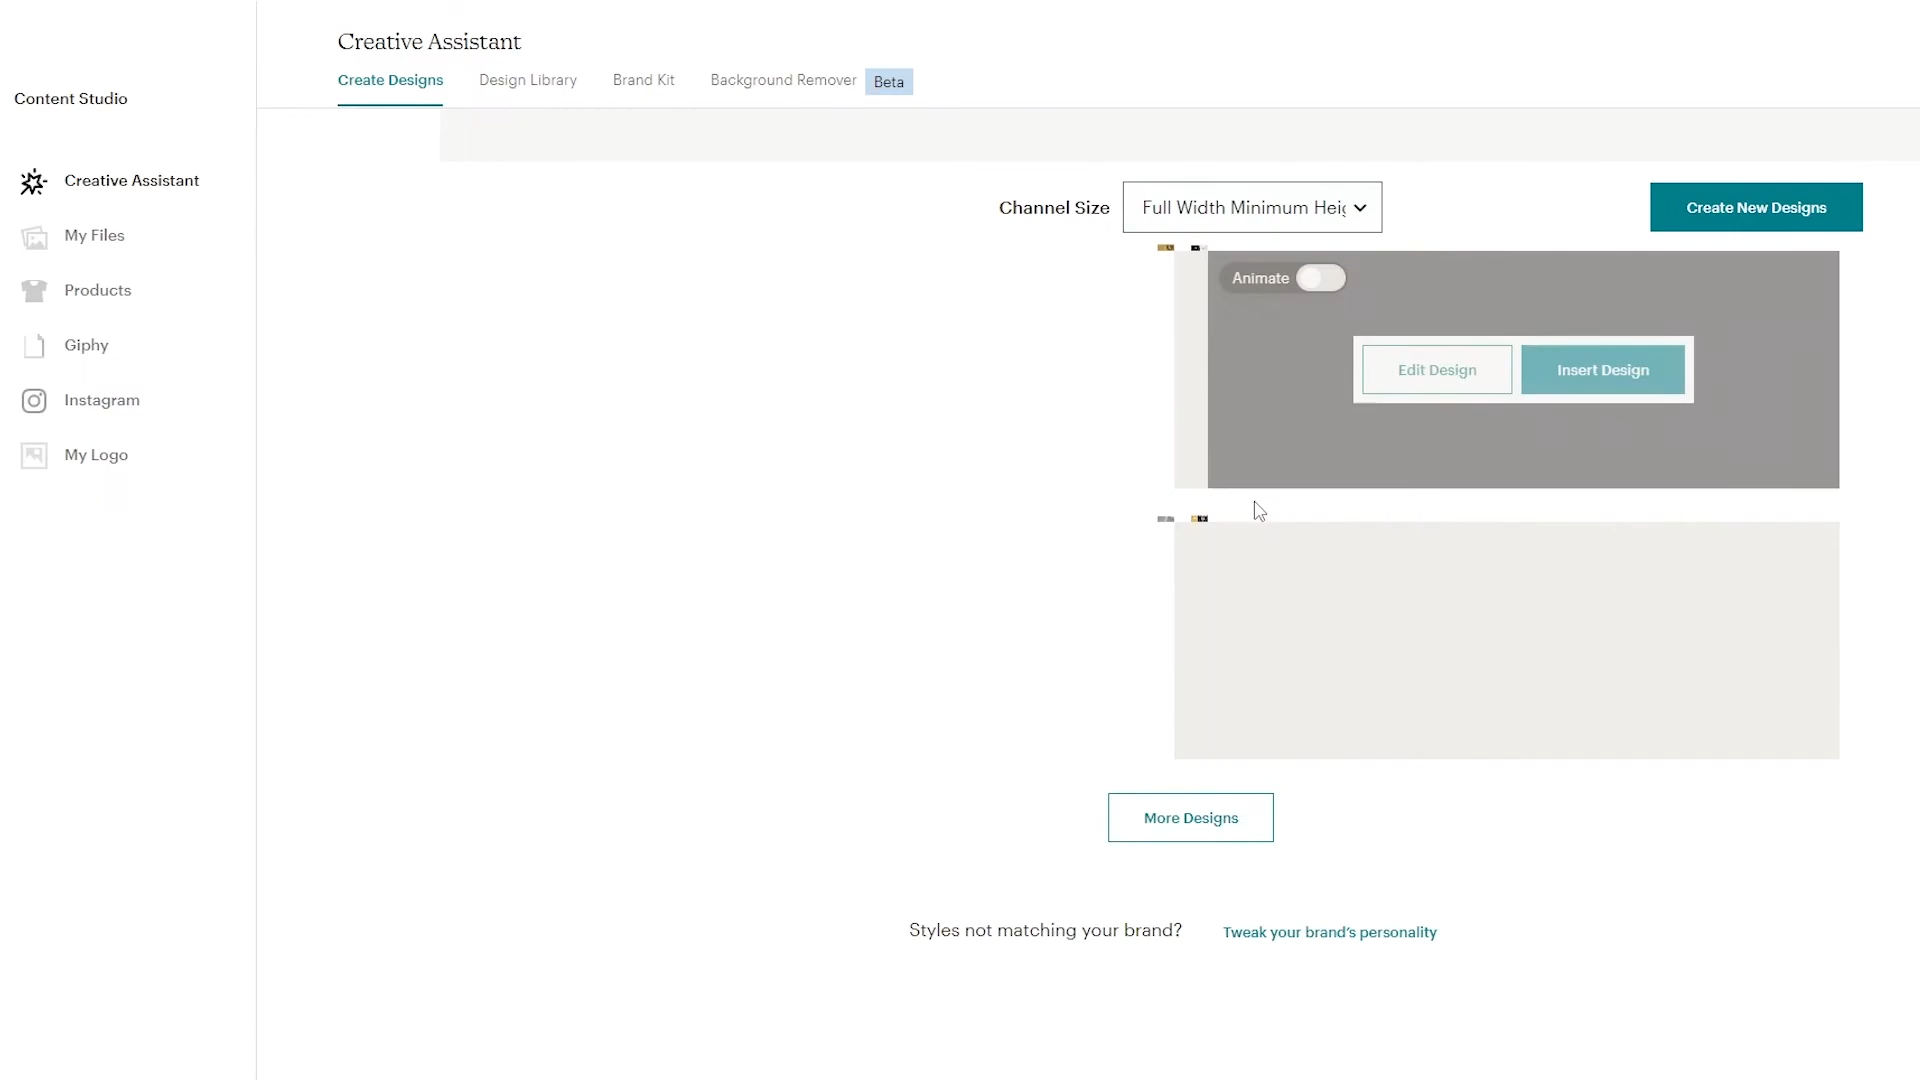 Creative Assistant
Create Designs
Design Library
Brand Kit
Background Remover
Beta
Content Studio
Creative Assistant
My Files
Products
Giphy
Instagram
My Logo
Channel Size
Full Width Minimum Hei
Create New Designs
Animate
Edit Design
Insert Design
More Designs
Styles not matching your brand?
Tweak your brand's personality